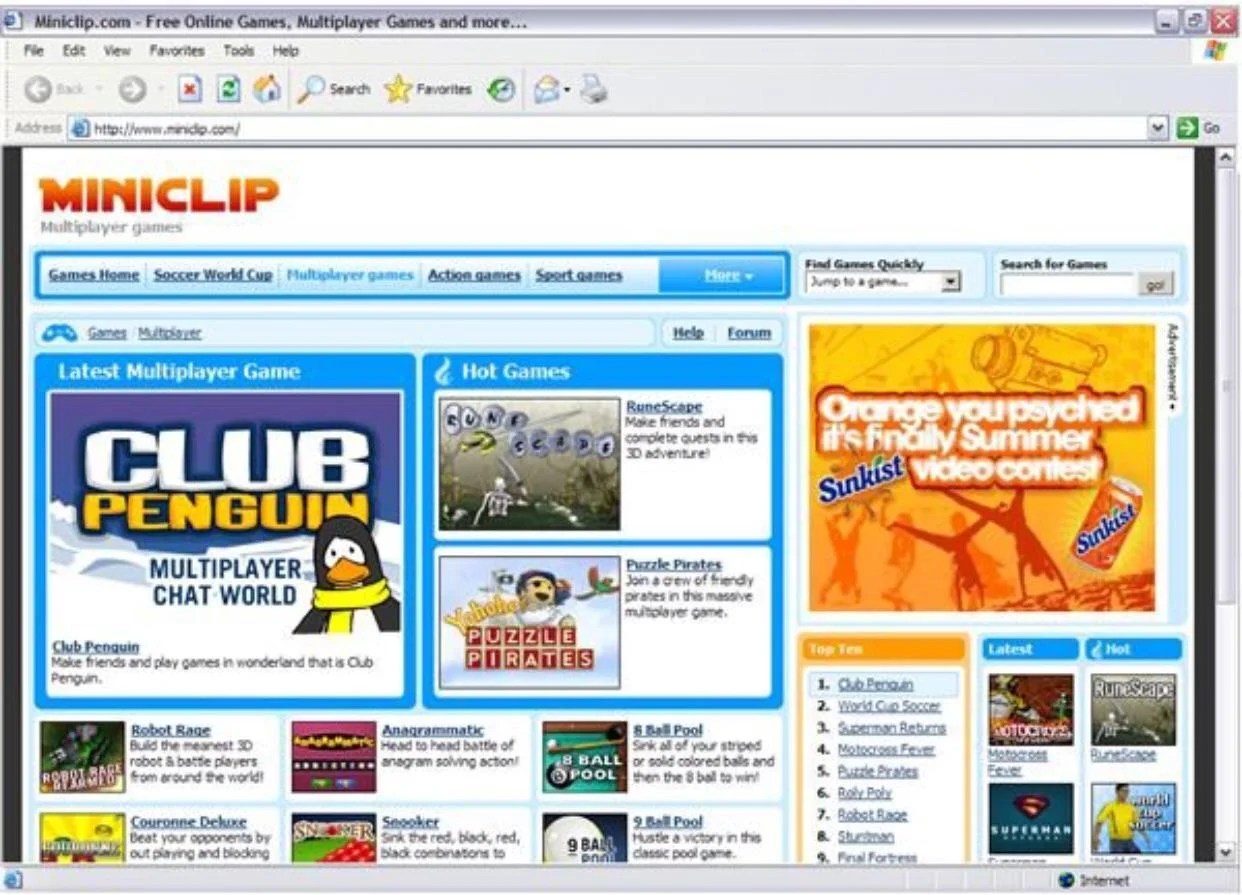 Miniclip.com - Free Online Games, Multiplayer Games and more...
File Edit View Favorites Tools Help
Back Search Favorites
Address http://www.miniclip.com/ Go
MINICLIP
Multiplayer games
Games Home Soccer World Cup Multiplayer games Action games Sport games More
Find Games Quickly
Jump to a game...
Search for Games
go!
Games Multiplayer Help Forum
Latest Multiplayer Game
CLUB
PENGUIN
MULTIPLAYER
CHAT WORLD
Club Penguin
Make friends and play games in wonderland that is Club
Penguin.
Hot Games
RUNE
SCAPE
RuneScape
Make friends and
complete quests in this
3D adventure!
Yohoho!
PUZZLE
PIRATES
Puzzle Pirates
Join a crew of friendly
pirates in this massive
multiplayer game.
Advertisement
Orange you psyched
it's finally Summer
Sunkist video contest
Sunkist
ROBOT RAGE
REARMED
Robot Rage
Build the meanest 3D
robot & battle players
from around the world!
ANAGRAMMATIC
Anagrammatic
Head to head battle of
anagram solving action!
8 BALL
POOL
8 Ball Pool
Sink all of your striped
or solid colored balls and
then the 8 ball to win!
Couronne Deluxe
Beat your opponents by
out playing and blocking
SNOOKER
Snooker
Sink the red, black, red,
black combinations to
9 BALL
POOL
9 Ball Pool
Hustle a victory in this
classic pool game.
Top Ten
1. Club Penguin
2. World Cup Soccer
3. Superman Returns
4. Motocross Fever
5. Puzzle Pirates
6. Roly Poly
7. Robot Rage
8. Stuntman
9. Final Fortress
Latest
MOTOCROSS
Motocross
Fever
SUPERMAN
RETURNS
Superman
Hot
RuneScape
RuneScape
world
cup
soccer
World Cup
Internet